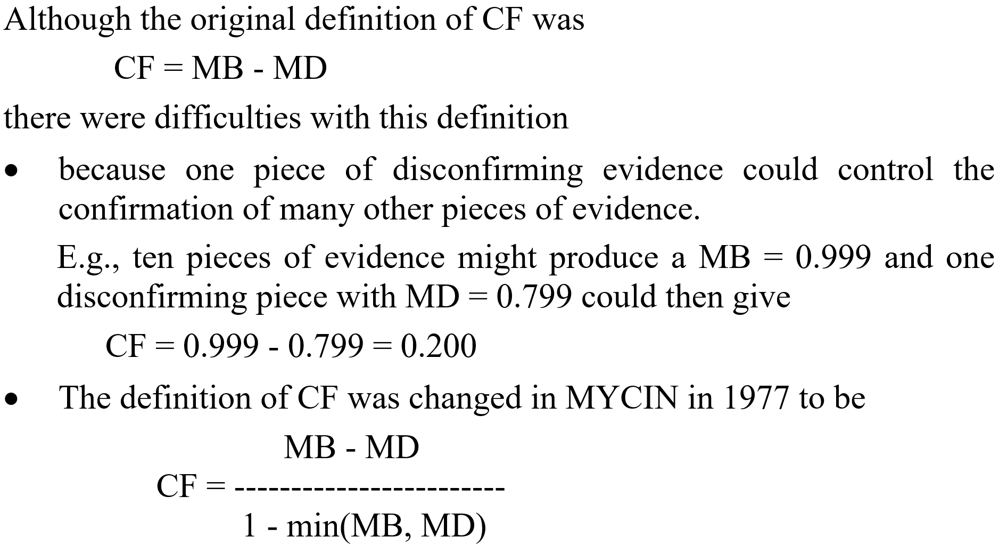 Although the original definition of CF was
CF = MB - MD
there were difficulties with this definition
• because one piece of disconfirming evidence could control the
confirmation of many other pieces of evidence.
E.g., ten pieces of evidence might produce a MB = 0.999 and one
disconfirming piece with MD = 0.799 could then give
CF = 0.999 - 0.799 = 0.200
• The definition of CF was changed in MYCIN in 1977 to be
MB - MD
CF = ------------------------
1 - min(MB, MD)